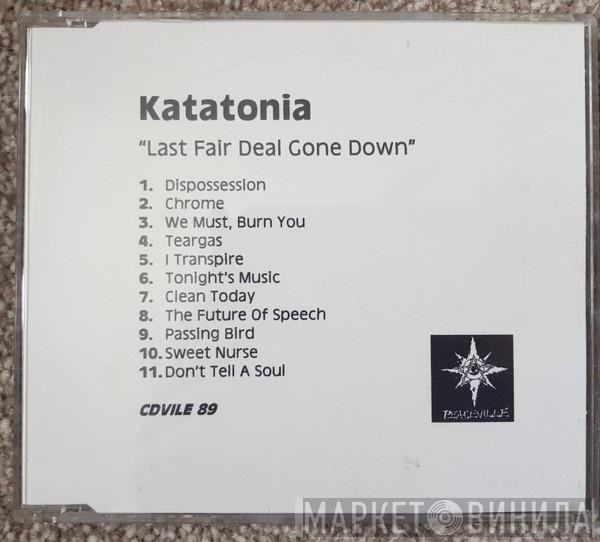 Katatonia
"Last Fair Deal Gone Down"
1. Dispossession
2. Chrome
3. We Must, Burn You
4. Teargas
5. I Transpire
6. Tonight's Music
7. Clean Today
8. The Future Of Speech
9. Passing Bird
10. Sweet Nurse
11. Don't Tell A Soul
CDVILE 89
PEACEVILLE
МАРКЕТ ВИНИЛА